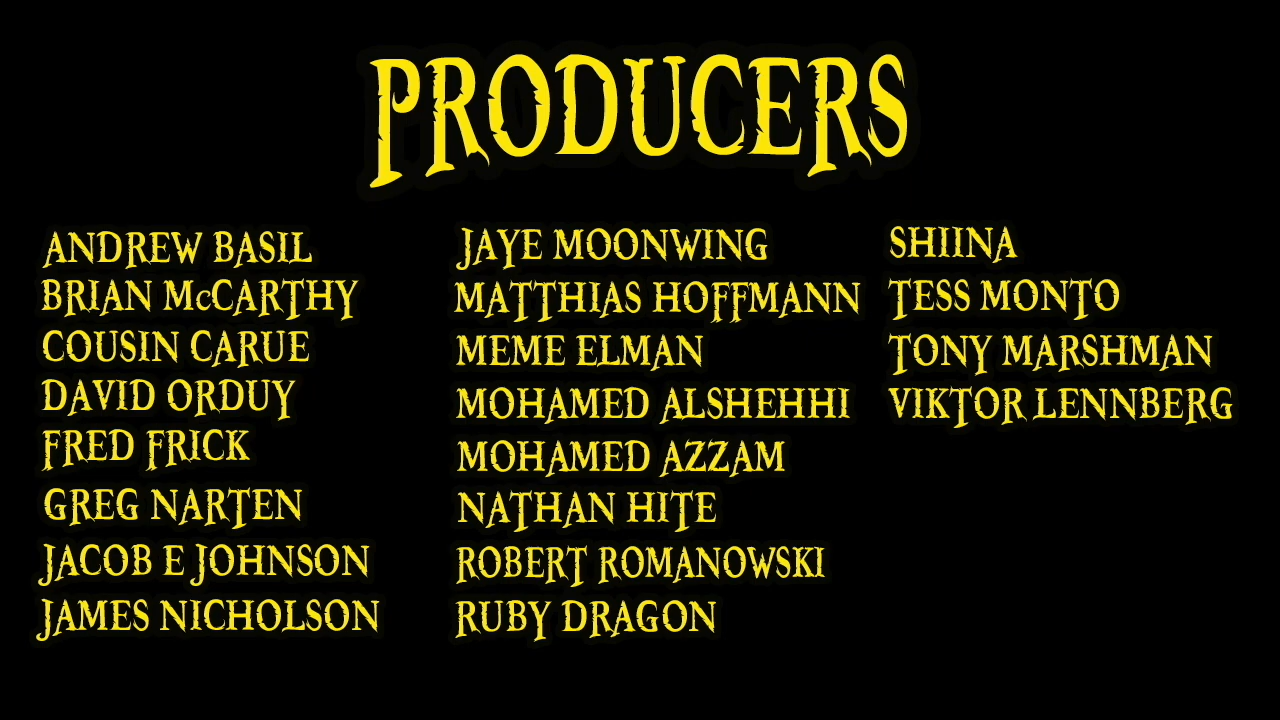 PRODUCERS
ANDREW BASIL
BRIAN McCARTHY
COUSIN CARUE
DAVID ORDUY
FRED FRICK
GREG NARTEN
JACOB E JOHNSON
JAMES NICHOLSON
JAYE MOONWING
MATTHIAS HOFFMANN
MEME ELMAN
MOHAMED ALSHEHHI
MOHAMED AZZAM
NATHAN HITE
ROBERT ROMANOWSKI
RUBY DRAGON
SHIINA
TESS MONTO
TONY MARSHMAN
VIKTOR LENNBERG